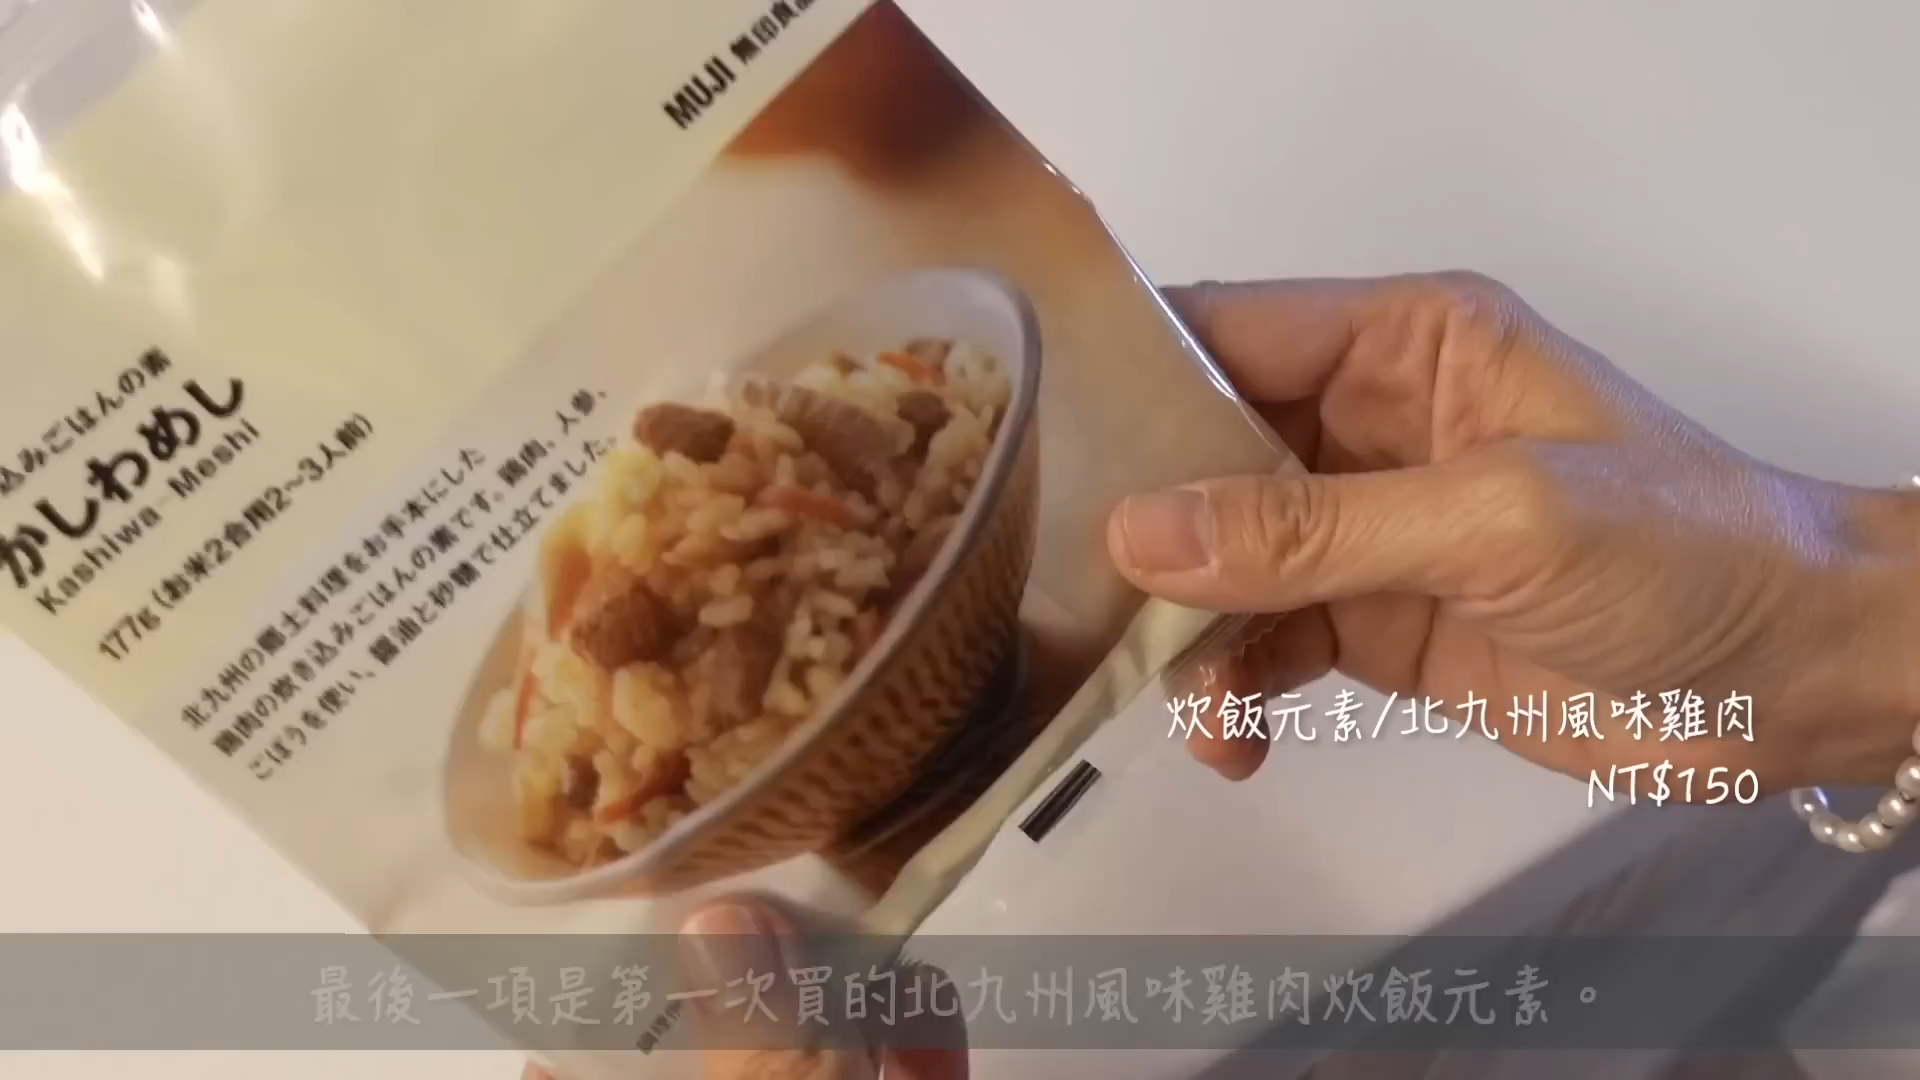 MUJI 無印良品
込みごはんの素
かしわめし
Kashiwa-Meshi
177g(お米2合用2〜3人前)
北九州の郷土料理をお手本にした
鶏肉の炊き込みごはんの素です。鶏肉、人参、
ごぼうを使い、醤油と砂糖で仕立てました。
炊飯元素/北九州風味雞肉
NT$150
最後一項是第一次買的北九州風味雞肉炊飯元素。